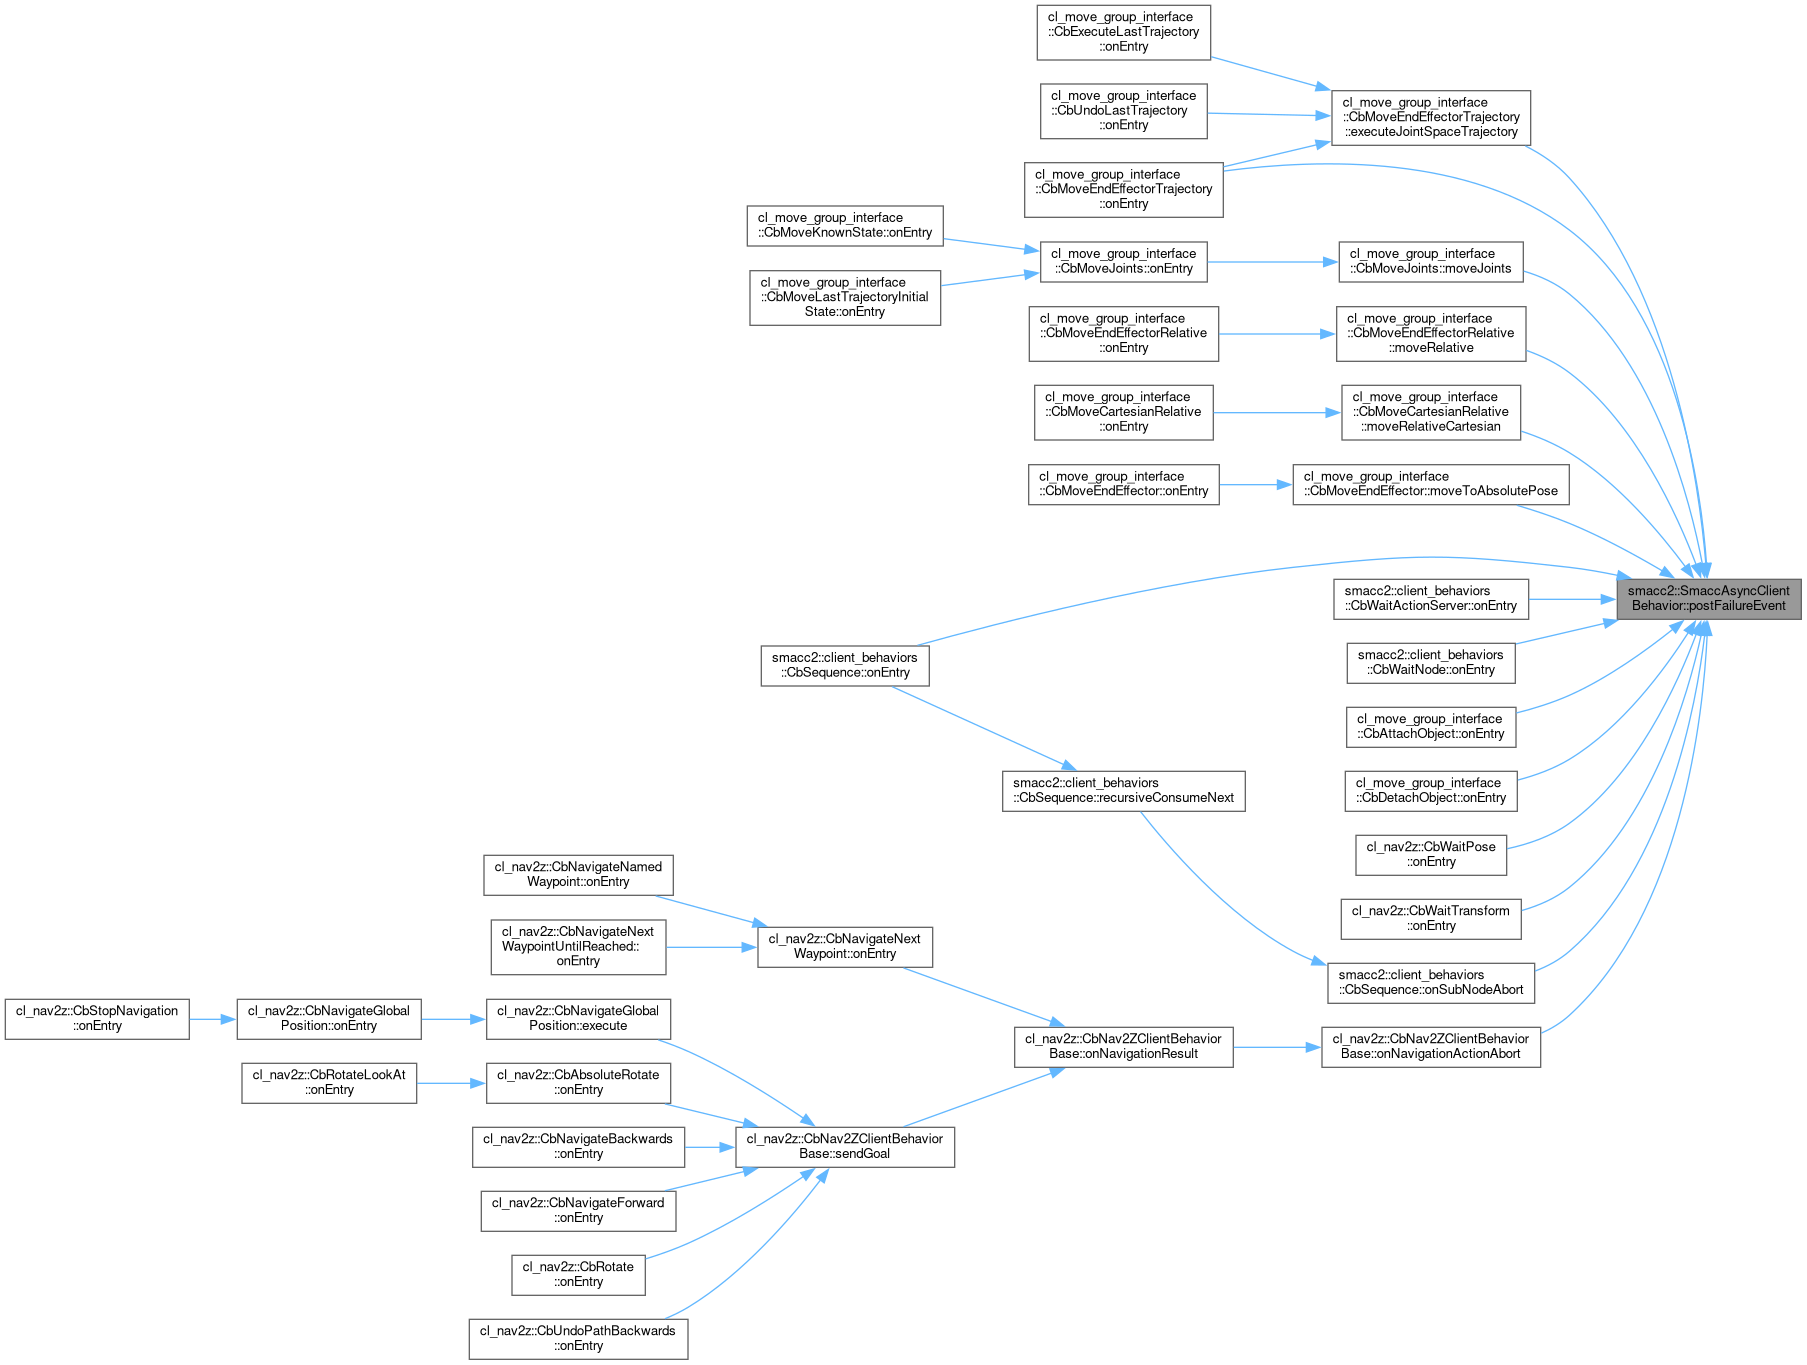 cl_move_group_interface
::CbExecuteLastTrajectory
::onEntry
cl_move_group_interface
::CbUndoLastTrajectory
::onEntry
cl_move_group_interface
::CbMoveEndEffectorTrajectory
::executeJointSpaceTrajectory
cl_move_group_interface
::CbMoveEndEffectorTrajectory
::onEntry
cl_move_group_interface
::CbMoveKnownState::onEntry
cl_move_group_interface
::CbMoveLastTrajectoryInitial
State::onEntry
cl_move_group_interface
::CbMoveJoints::onEntry
cl_move_group_interface
::CbMoveJoints::moveJoints
cl_move_group_interface
::CbMoveEndEffectorRelative
::onEntry
cl_move_group_interface
::CbMoveEndEffectorRelative
::moveRelative
cl_move_group_interface
::CbMoveCartesianRelative
::onEntry
cl_move_group_interface
::CbMoveCartesianRelative
::moveRelativeCartesian
cl_move_group_interface
::CbMoveEndEffector::onEntry
cl_move_group_interface
::CbMoveEndEffector::moveToAbsolutePose
smacc2::SmaccAsyncClient
Behavior::postFailureEvent
smacc2::client_behaviors
::CbWaitActionServer::onEntry
smacc2::client_behaviors
::CbSequence::onEntry
smacc2::client_behaviors
::CbWaitNode::onEntry
cl_move_group_interface
::CbAttachObject::onEntry
smacc2::client_behaviors
::CbSequence::recursiveConsumeNext
cl_move_group_interface
::CbDetachObject::onEntry
cl_nav2z::CbWaitPose
::onEntry
cl_nav2z::CbWaitTransform
::onEntry
smacc2::client_behaviors
::CbSequence::onSubNodeAbort
cl_nav2z::CbNavigateNamed
Waypoint::onEntry
cl_nav2z::CbNavigateNext
WaypointUntilReached::
onEntry
cl_nav2z::CbNavigateNext
Waypoint::onEntry
cl_nav2z::CbStopNavigation
::onEntry
cl_nav2z::CbNavigateGlobal
Position::onEntry
cl_nav2z::CbNavigateGlobal
Position::execute
cl_nav2z::CbNav2ZClientBehavior
Base::onNavigationResult
cl_nav2z::CbNav2ZClientBehavior
Base::onNavigationActionAbort
cl_nav2z::CbRotateLookAt
::onEntry
cl_nav2z::CbAbsoluteRotate
::onEntry
cl_nav2z::CbNavigateBackwards
::onEntry
cl_nav2z::CbNav2ZClientBehavior
Base::sendGoal
cl_nav2z::CbNavigateForward
::onEntry
cl_nav2z::CbRotate
::onEntry
cl_nav2z::CbUndoPathBackwards
::onEntry